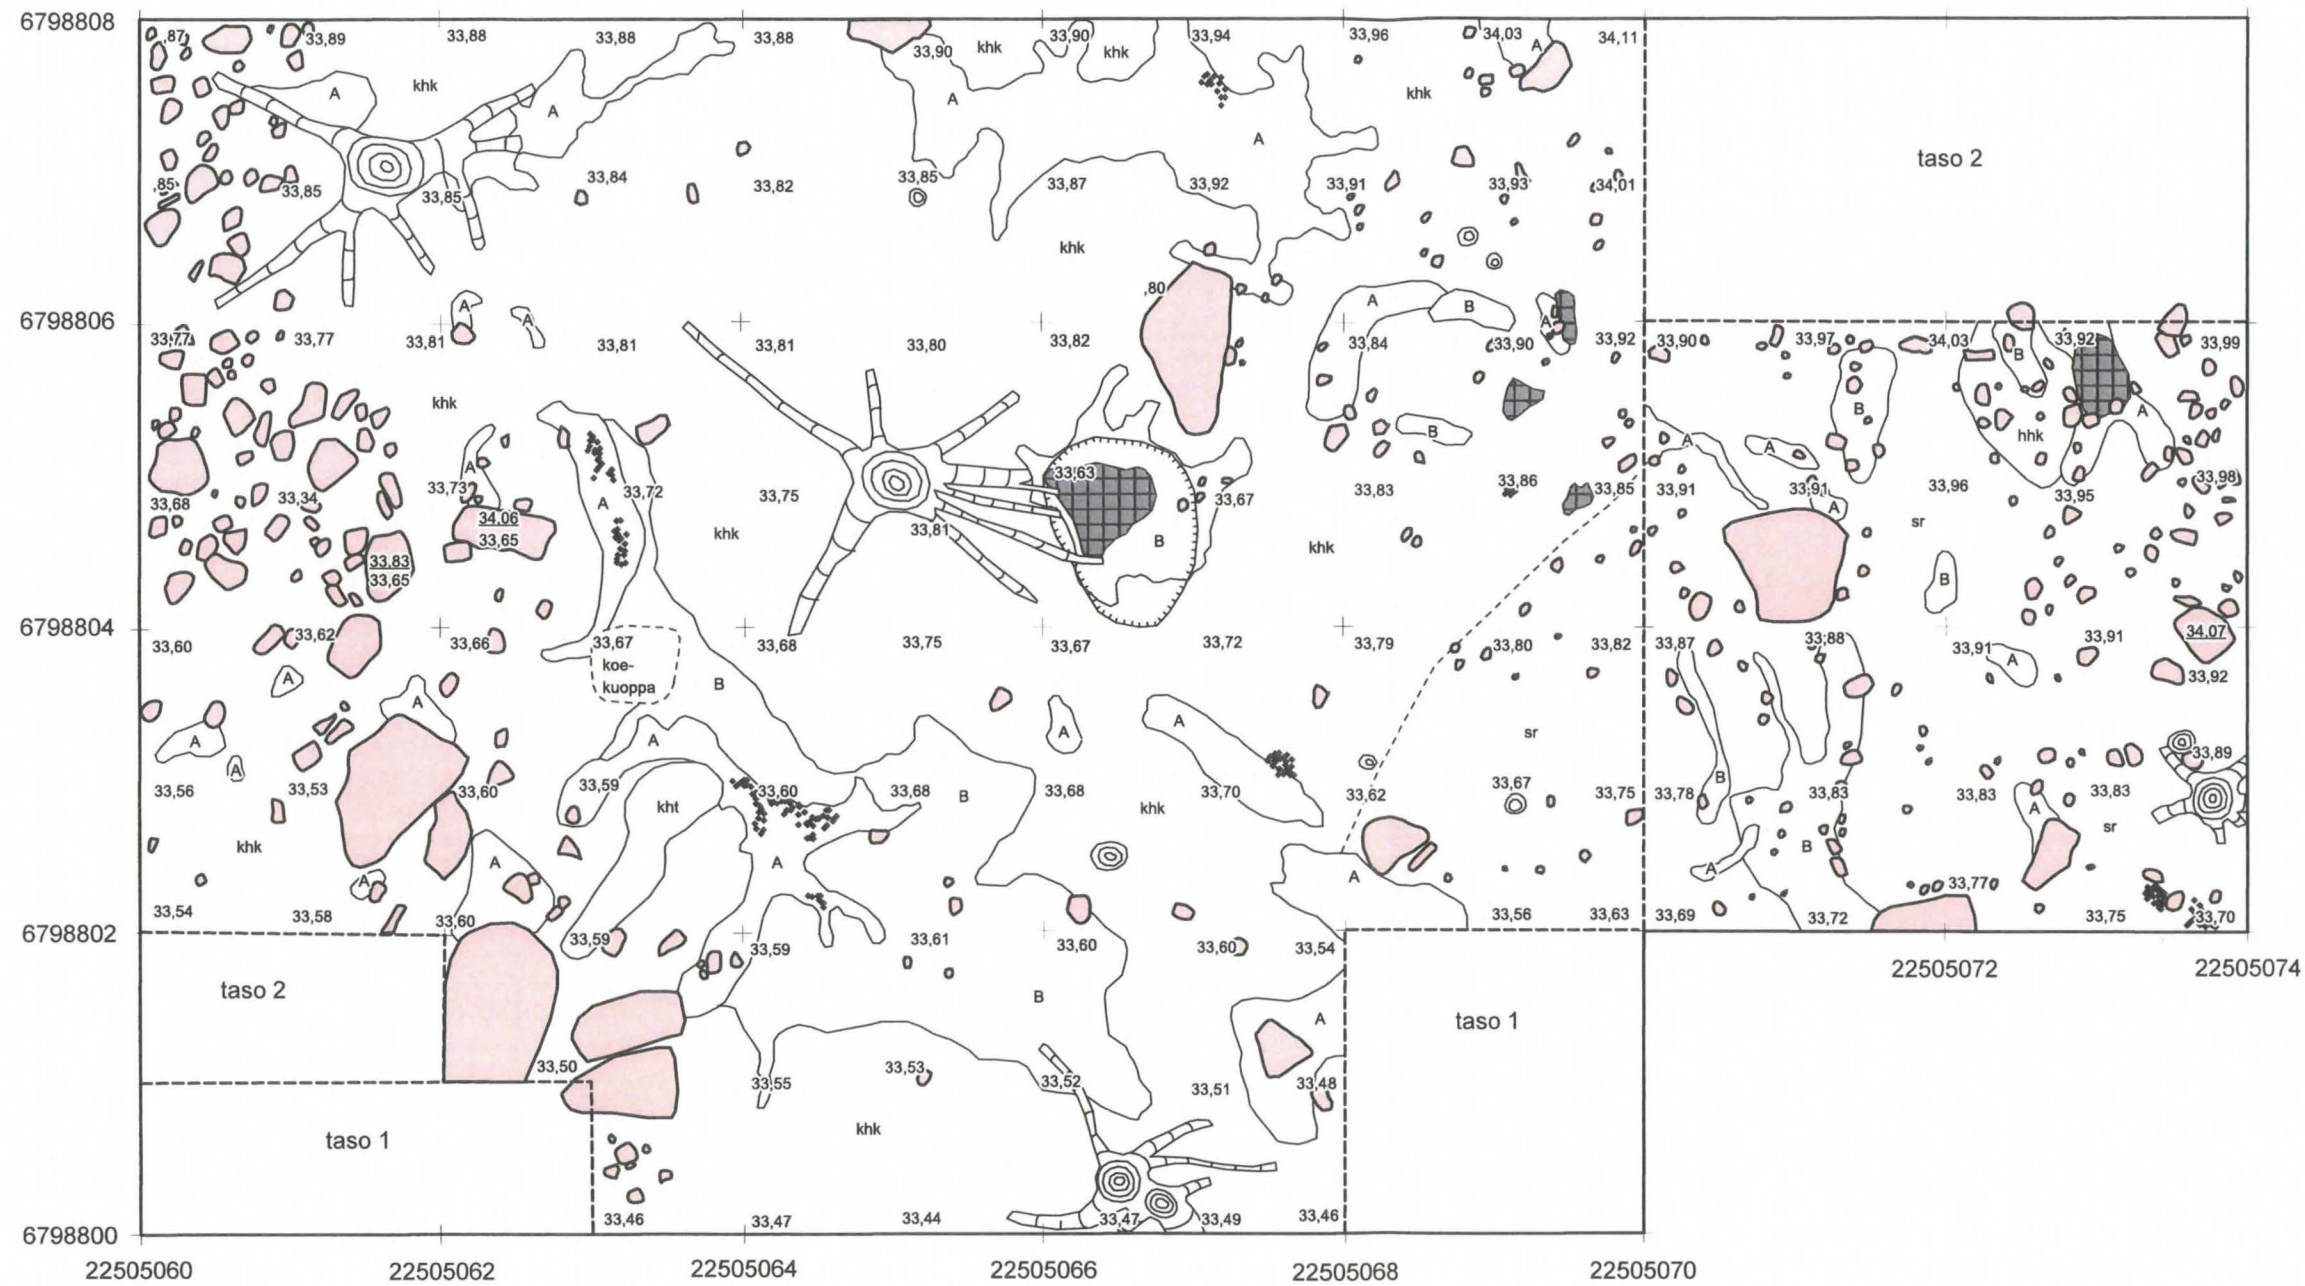 6798808
,87 33,89 33,88 33,88 33,88 33,90 khk 33,90 khk 33,94 33,96 34,03 A 34,11
A khk A A khk
A
taso 2
,85 33,85 33,85 33,84 33,82 33,85 33,87 33,92 33,91 33,93 34,01
khk
,80
A A A B A
6798806
33,77 33,77 33,81 33,81 33,81 33,80 33,82 33,84 33,90 33,92 33,90 33,97 34,03 B 33,92 33,99
khk B B A hhk
A A A
33,68 33,34 33,73 A 33,72 33,75 33,63 33,67 33,83 33,86 33,85 33,91 33,91 A 33,96 33,95 33,98
34.06
33,65 khk 33,81 B khk sr
33,83
33,65 B
6798804
33,60 33,62 33,66 33,67 33,68 33,75 33,67 33,72 33,79 33,80 33,82 33,87 33,88 33,91 A 33,91 34.07
koe-
kuoppa
33,92
A B
A A A A A sr
33,89
A
33,56 33,53 33,60 33,59 kht 33,60 33,68 B 33,68 khk 33,70 33,62 33,67 33,75 33,78 B 33,83 33,83 A 33,83
khk A A A B sr
A A A
33,54 33,58 33,60 33,56 33,63 33,69 33,72 33,77 33,75 33,70
6798802
33,59 33,59 33,61 33,60 33,60 33,54
22505072 22505074
taso 2 B A taso 1
33,50 33,55 33,53 33,52 33,51 33,48
taso 1 khk
33,46 33,47 33,44 33,47 33,49 33,46
6798800
22505060 22505062 22505064 22505066 22505068 22505070